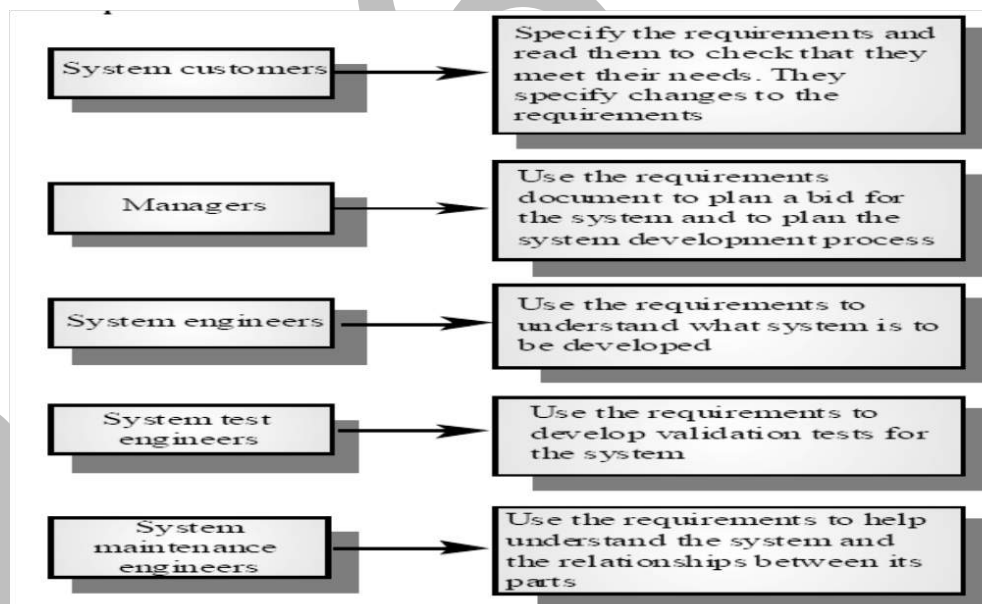 System customers
Specify the requirements and
read them to check that they
meet their needs. They
specify changes to the
requirements
Managers
Use the requirements
document to plan a bid for
the system and to plan the
system development process
System engineers
Use the requirements to
understand what system is to
be developed
System test
engineers
Use the requirements to
develop validation tests for
the system
System
maintenance
engineers
Use the requirements to help
understand the system and
the relationships between its
parts